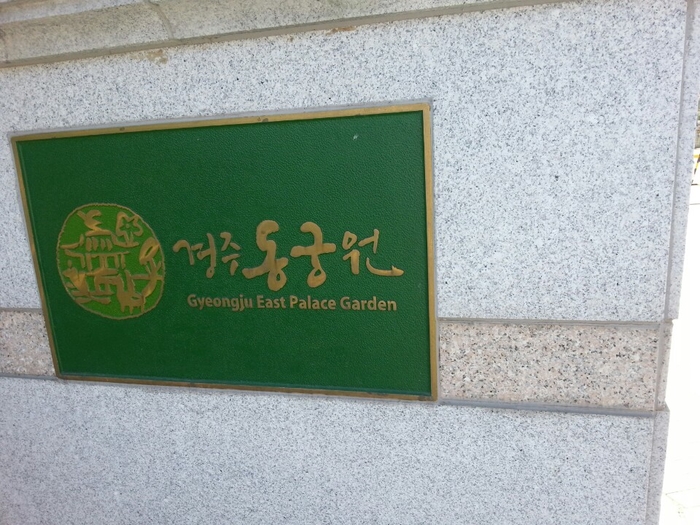 경주동궁원
Gyeongju East Palace Garden